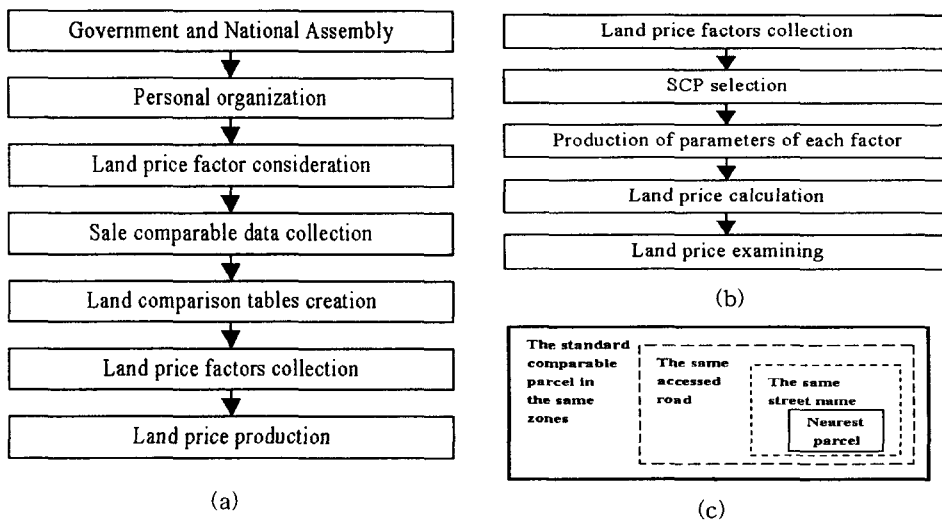 Government and National Assembly
Personal organization
Land price factor consideration
Sale comparable data collection
Land comparison tables creation
Land price factors collection
Land price production
(a)
Land price factors collection
SCP selection
Production of parameters of each factor
Land price calculation
Land price examining
(b)
The standard
comparable
parcel in
the same
zones
The same
accessed
road
The same
street name
Nearest
parcel
(c)